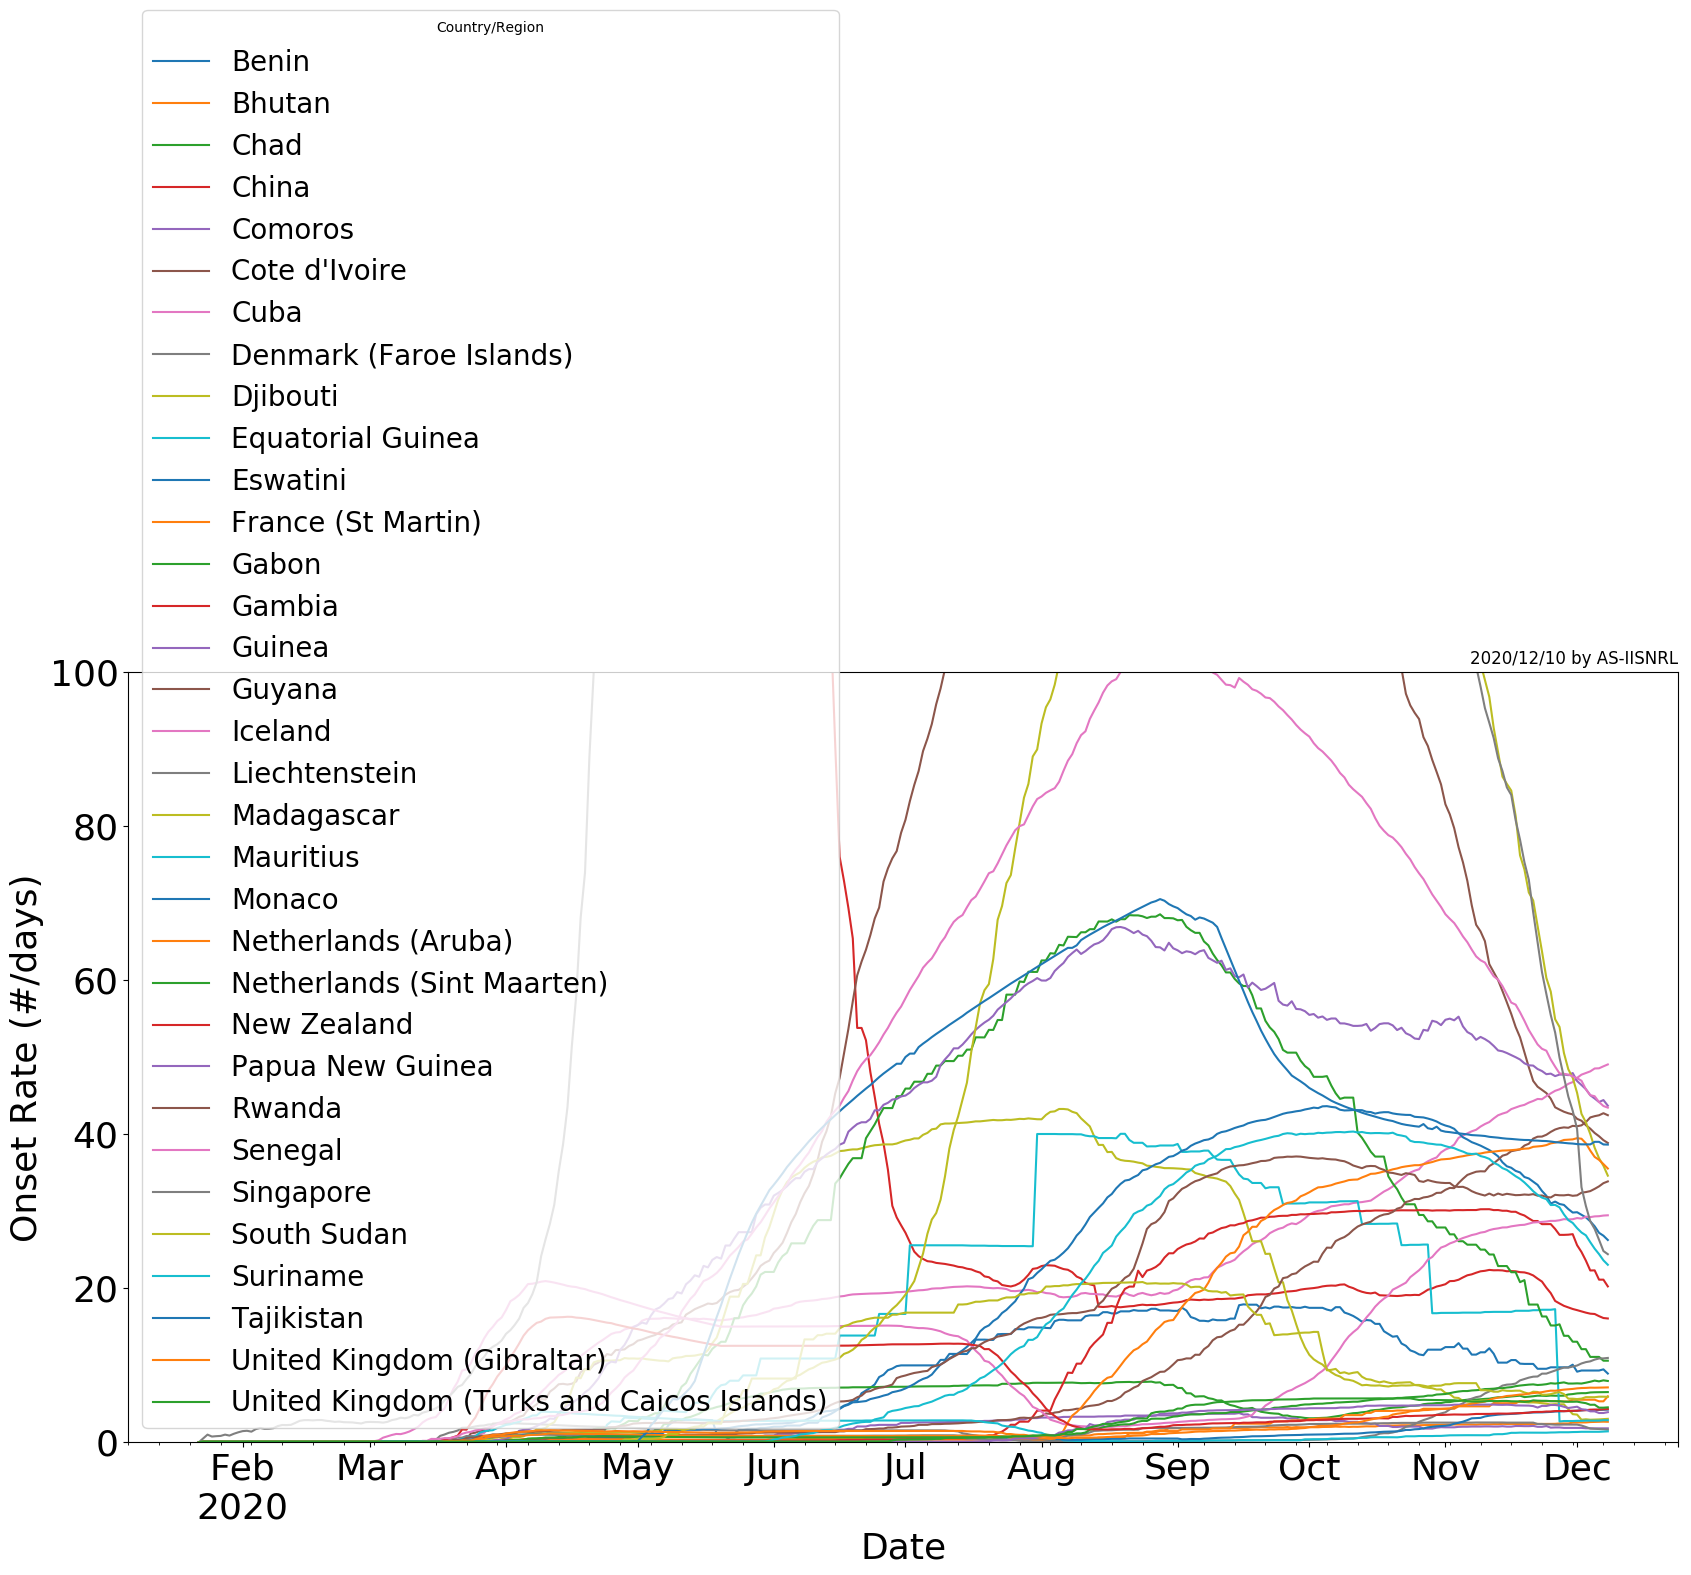 Country/Region
Benin
Bhutan
Chad
China
Comoros
Cote d'Ivoire
Cuba
Denmark (Faroe Islands)
Djibouti
Equatorial Guinea
Eswatini
France (St Martin)
Gabon
Gambia
Guinea
Guyana
Iceland
Liechtenstein
Madagascar
Mauritius
Monaco
Netherlands (Aruba)
Netherlands (Sint Maarten)
New Zealand
Papua New Guinea
Rwanda
Senegal
Singapore
South Sudan
Suriname
Tajikistan
United Kingdom (Gibraltar)
United Kingdom (Turks and Caicos Islands)
2020/12/10 by AS-IISNRL
Onset Rate (#/days)
100
80
60
40
20
0
Feb Mar Apr May Jun Jul Aug Sep Oct Nov Dec
2020
Date